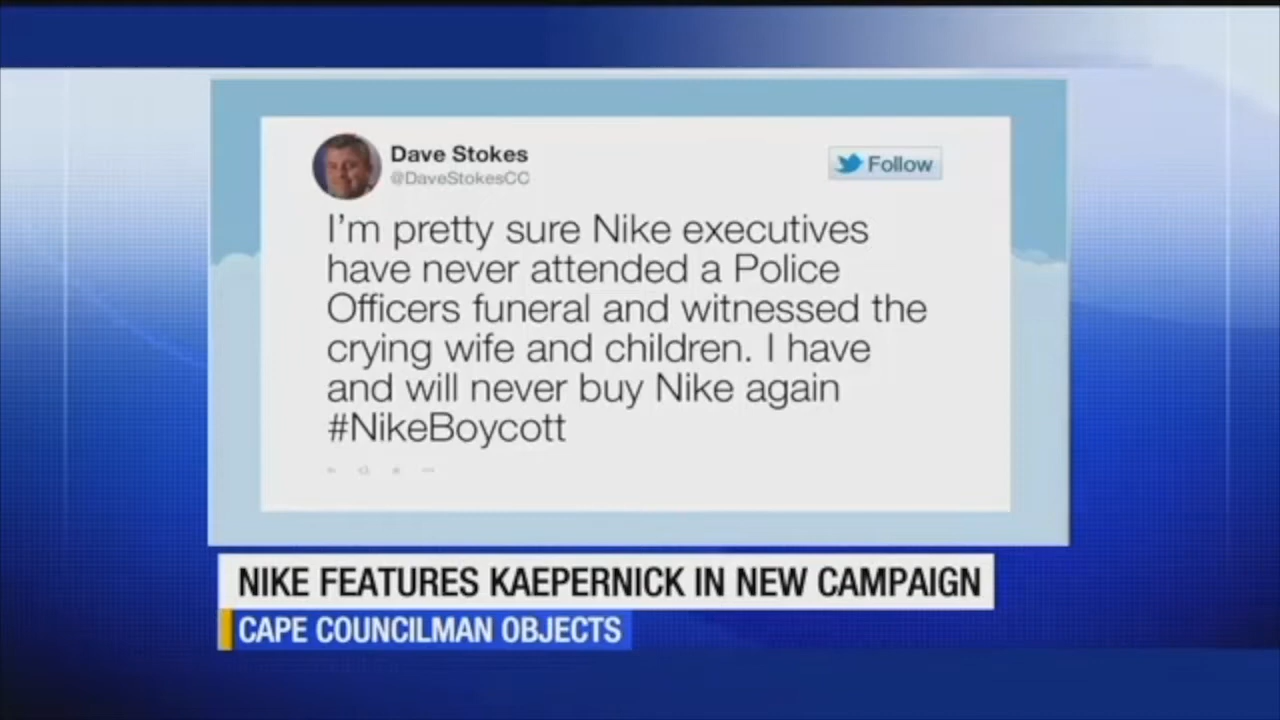 Dave Stokes
@DaveStokesCC
Follow
I'm pretty sure Nike executives
have never attended a Police
Officers funeral and witnessed the
crying wife and children. I have
and will never buy Nike again
#NikeBoycott
NIKE FEATURES KAEPERNICK IN NEW CAMPAIGN
CAPE COUNCILMAN OBJECTS